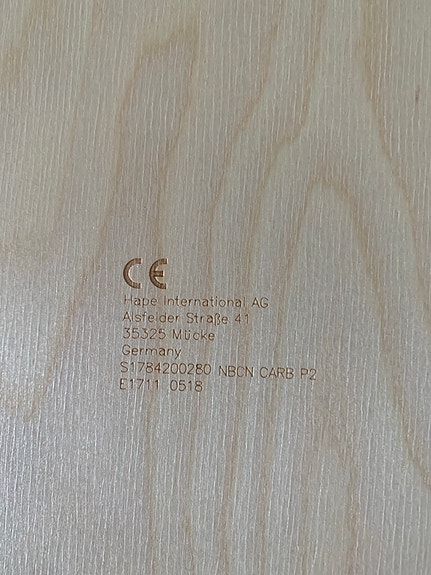 CE
Hape International AG
Alsfelder Straße 41
35325 Mücke
Germany
S1784200280 NBCN CARB P2
E1711 0518